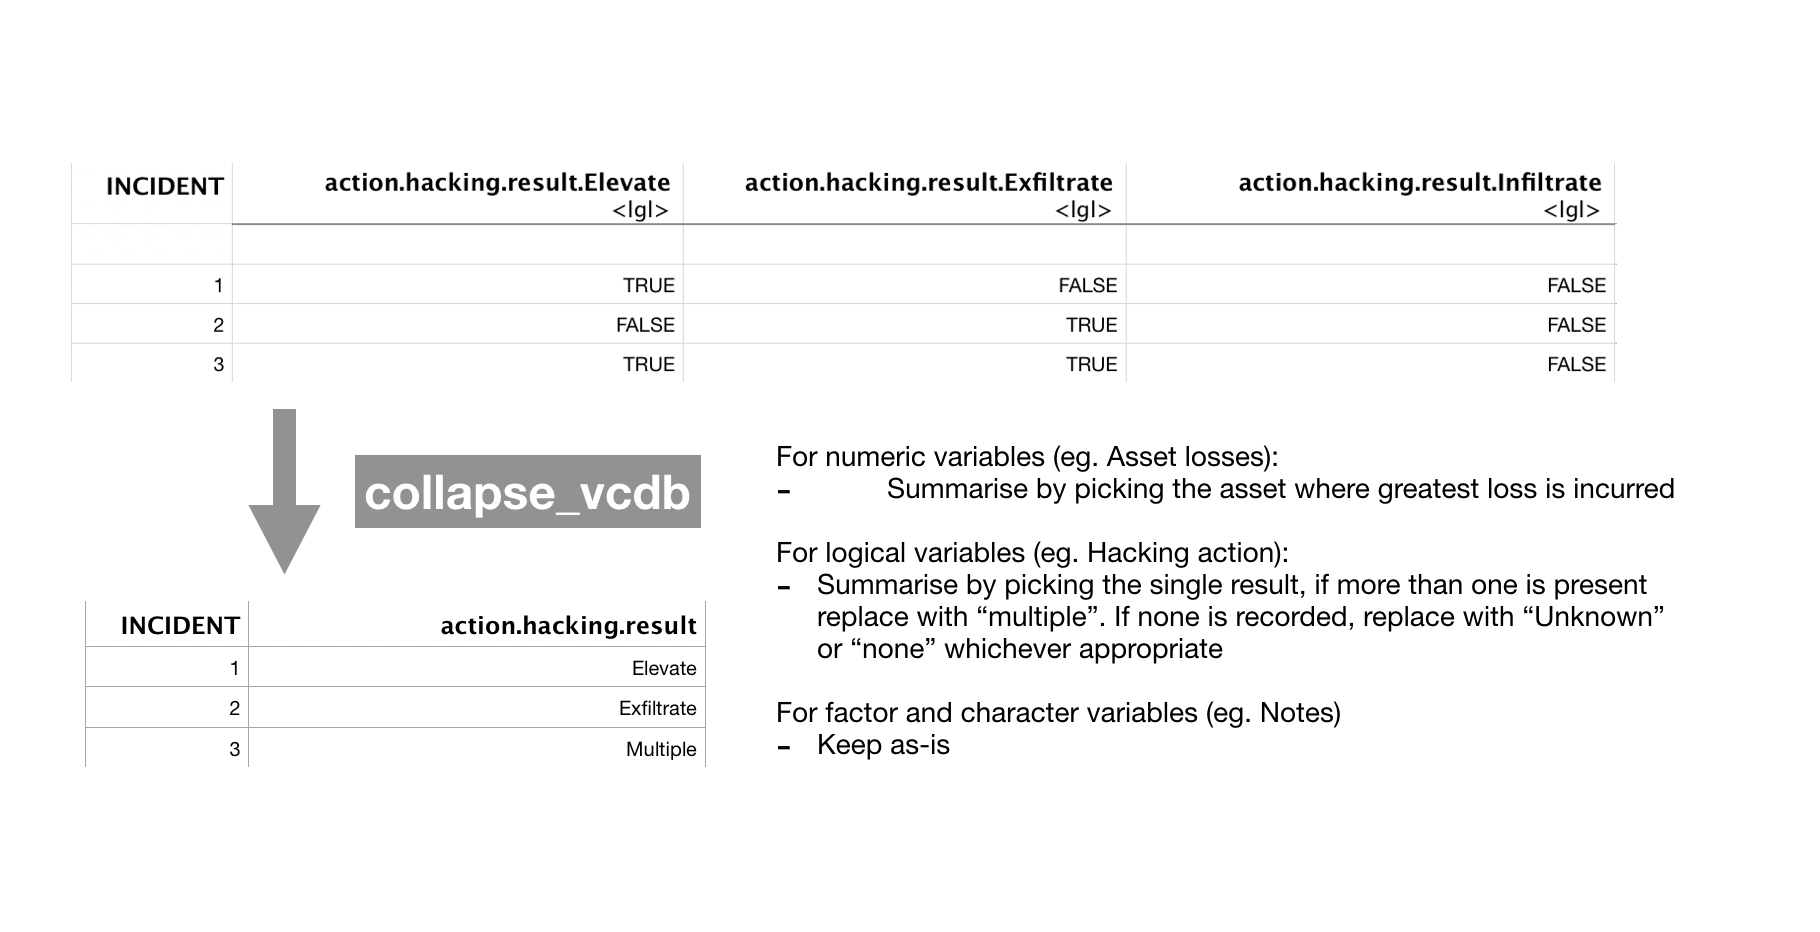 INCIDENT action.hacking.result.Elevate action.hacking.result.Exfiltrate action.hacking.result.Infiltrate
<lgl> <lgl> <lgl>
1 TRUE FALSE FALSE
2 FALSE TRUE FALSE
3 TRUE TRUE FALSE
collapse_vcdb
For numeric variables (eg. Asset losses):
- Summarise by picking the asset where greatest loss is incurred
For logical variables (eg. Hacking action):
- Summarise by picking the single result, if more than one is present
replace with “multiple”. If none is recorded, replace with “Unknown”
or “none” whichever appropriate
For factor and character variables (eg. Notes)
- Keep as-is
INCIDENT action.hacking.result
1 Elevate
2 Exfiltrate
3 Multiple